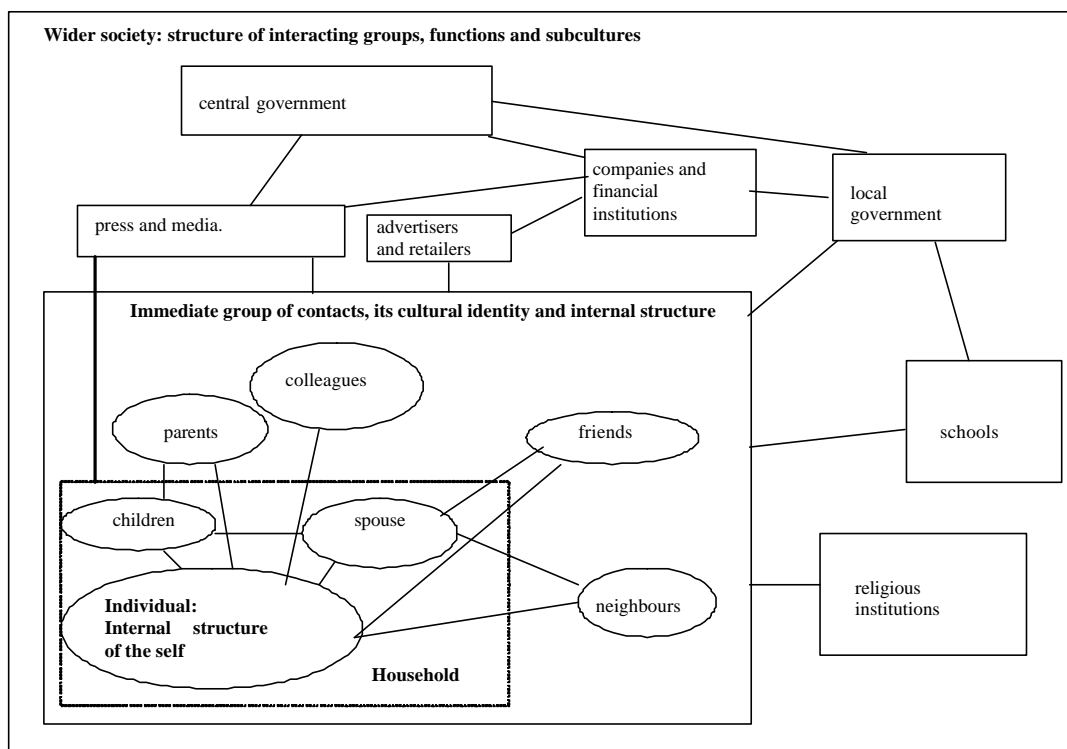 Wider society: structure of interacting groups, functions and subcultures
central government
companies and
financial
institutions
local
government
press and media.
advertisers
and retailers
Immediate group of contacts, its cultural identity and internal structure
colleagues
parents
friends
schools
children
spouse
Individual:
Internal structure
of the self
neighbours
religious
institutions
Household